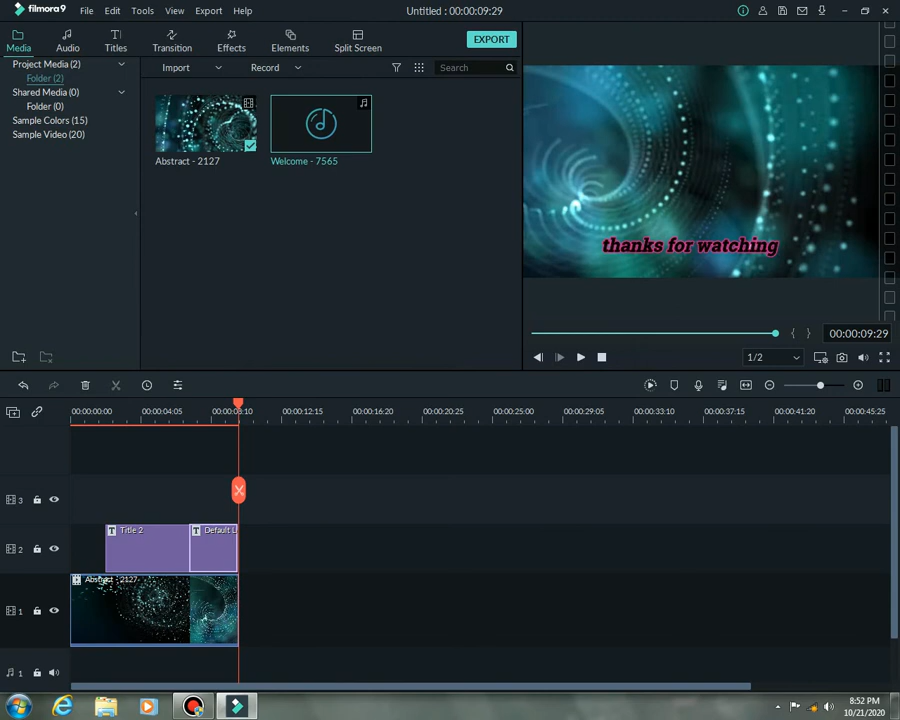 filmora9 File Edit Tools View Export Help Untitled : 00:00:09:29
Media Audio Titles Transition Effects Elements Split Screen EXPORT
Project Media (2)
Folder (2)
Shared Media (0)
Folder (0)
Sample Colors (15)
Sample Video (20)
Import Record Search
Abstract - 2127 Welcome - 7565
thanks for watching
00:00:09:29
1/2
00:00:00:00 00:00:04:05 00:00:08:10 00:00:12:15 00:00:16:20 00:00:20:25 00:00:25:00 00:00:29:05 00:00:33:10 00:00:37:15 00:00:41:20 00:00:45:25
3
2 T Title 2 T Default L
1 Abstract - 2127
1
8:52 PM
10/21/2020